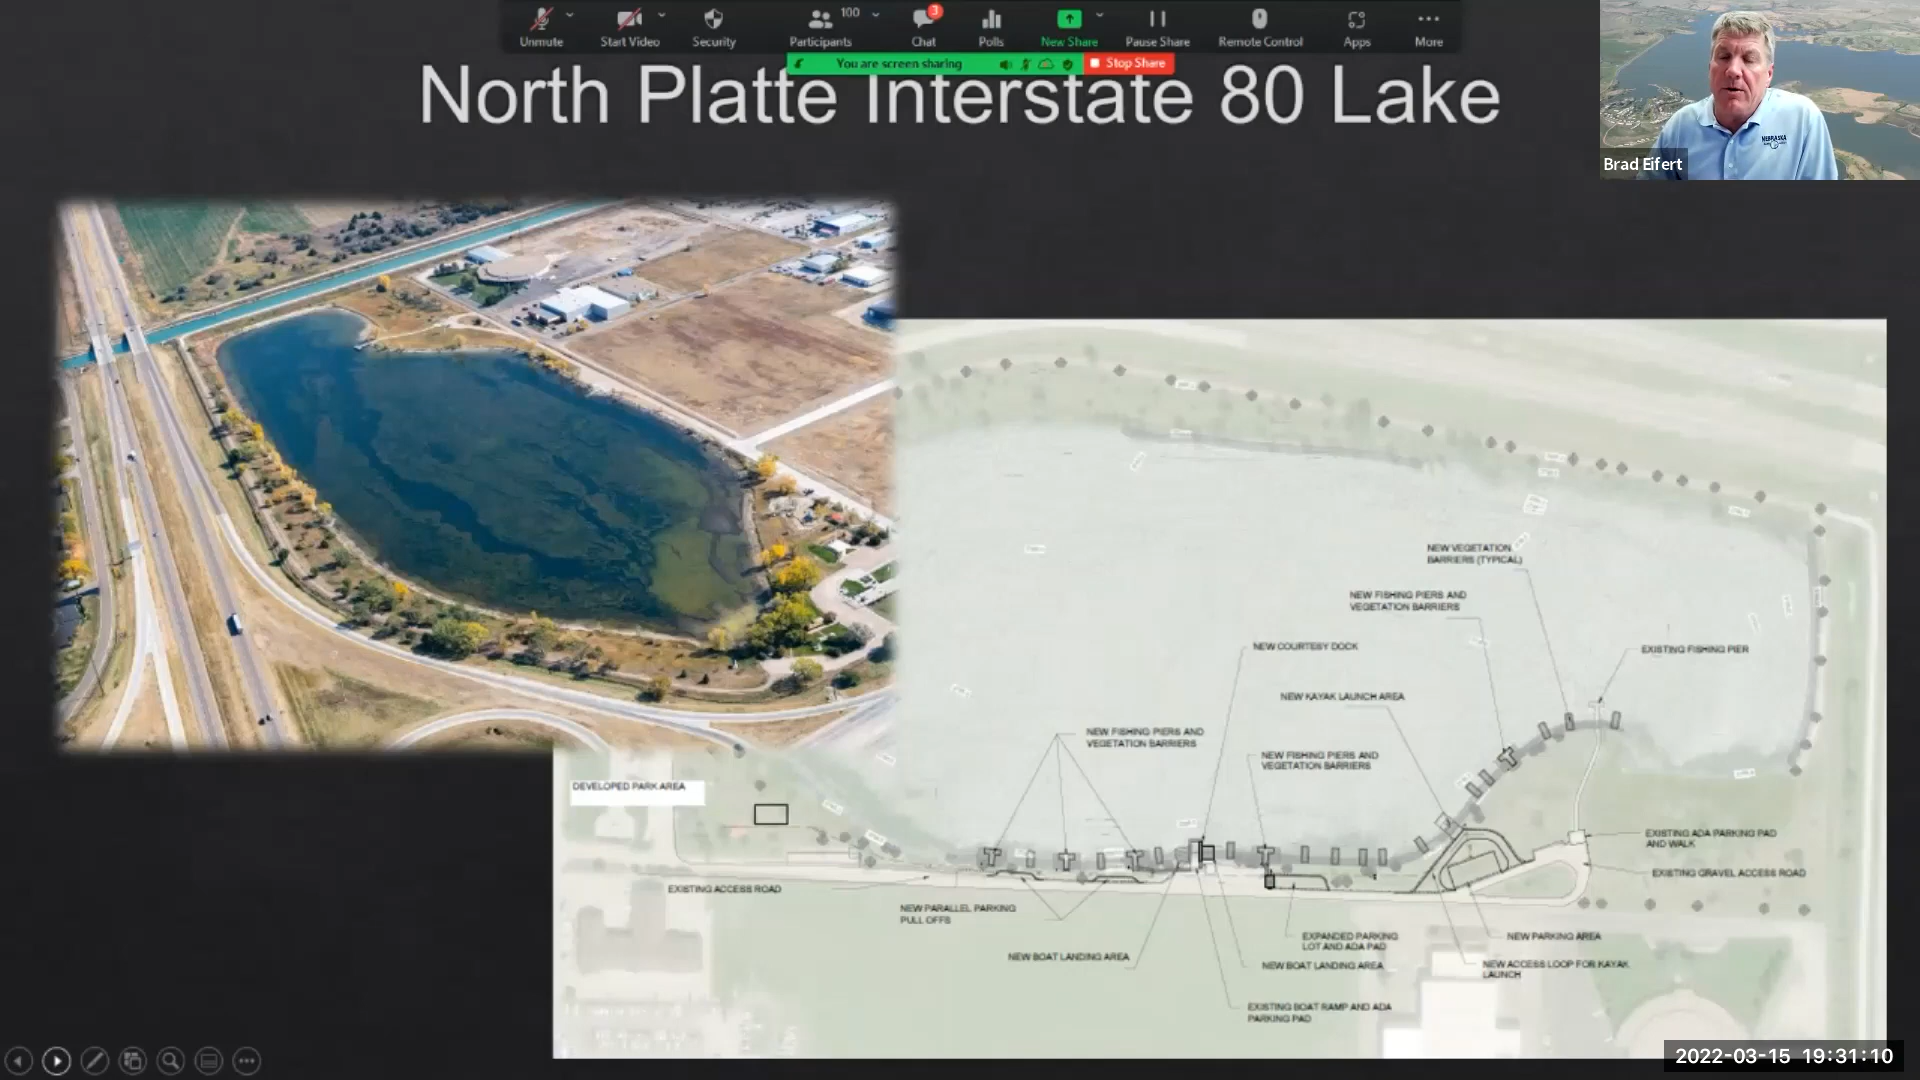 Unmute
Start Video
Security
100
Participants
3
Chat
Polls
New Share
Pause Share
Remote Control
Apps
More
You are screen sharing
Stop Share
North Platte Interstate 80 Lake
NEBRASKA
Brad Eifert
NEW VEGETATION
BARRIERS (TYPICAL)
NEW FISHING PIERS AND
VEGETATION BARRIERS
NEW COURTESY DOCK
EXISTING FISHING PIER
NEW KAYAK LAUNCH AREA
NEW FISHING PIERS AND
VEGETATION BARRIERS
NEW FISHING PIERS AND
VEGETATION BARRIERS
DEVELOPED PARK AREA
EXISTING ADA PARKING PAD
AND WALK
EXISTING GRAVEL ACCESS ROAD
EXISTING ACCESS ROAD
NEW PARALLEL PARKING
PULL OFFS
EXPANDED PARKING
LOT AND ADA PAD
NEW PARKING AREA
NEW BOAT LANDING AREA
NEW BOAT LANDING AREA
NEW ACCESS LOOP FOR KAYAK
LAUNCH
EXISTING BOAT RAMP AND ADA
PARKING PAD
2022-03-15 19:31:10